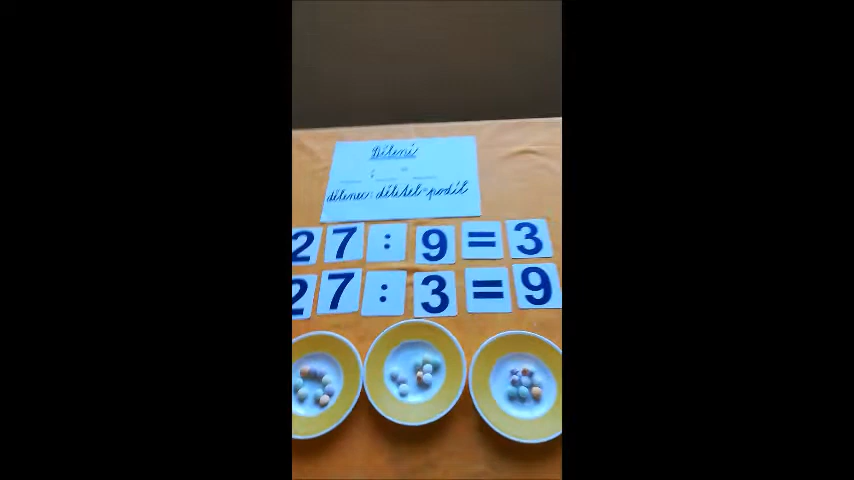 Dělení
: =
dělenec : dělitel = podíl
27:9=3
27:3=9